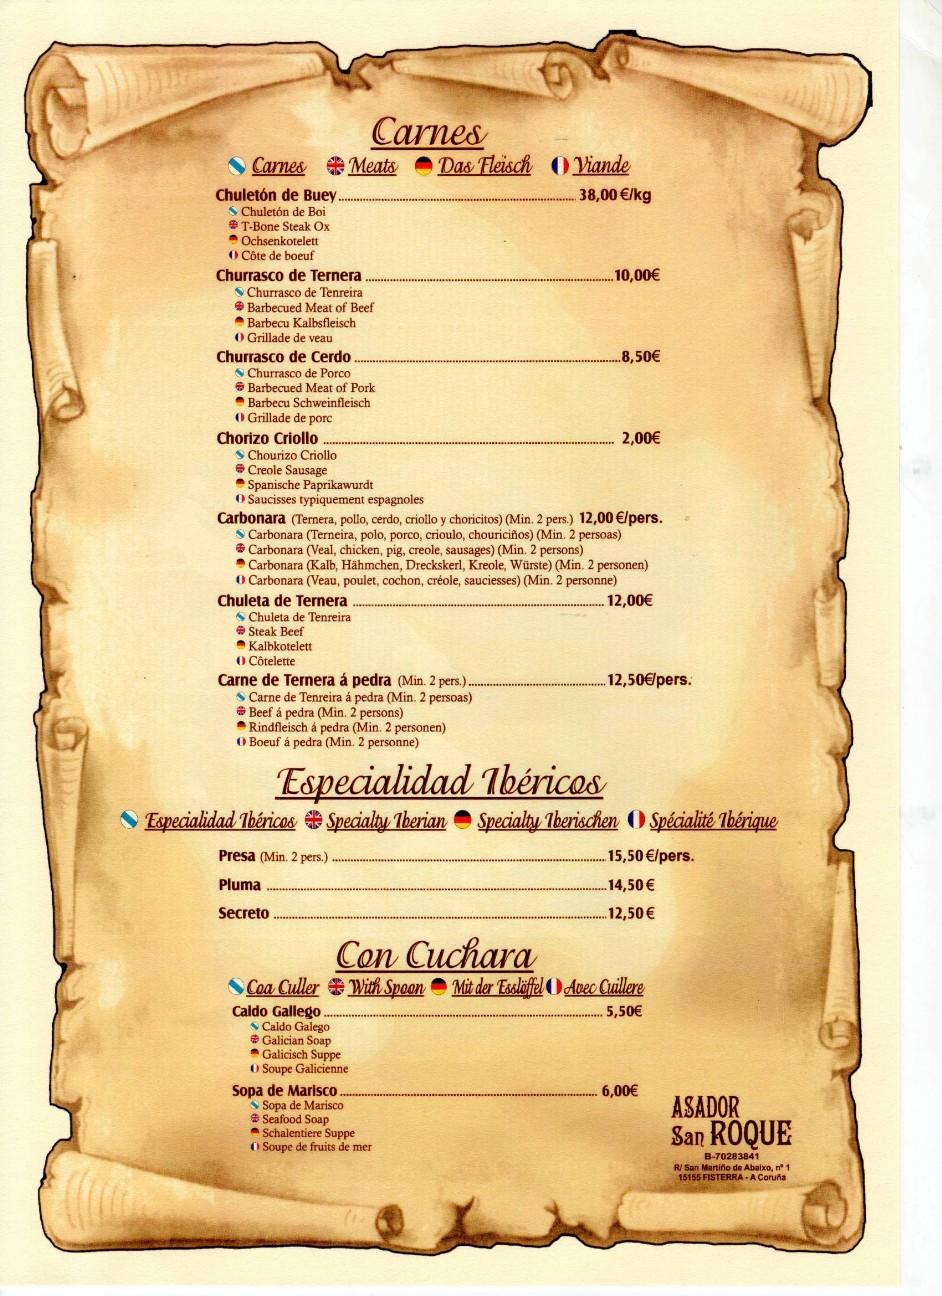 Carnes
Carnes Meats Das Fleisch Viande
Chuletón de Buey 38,00 €/kg
Chuletón de Boi
T-Bone Steak Ox
Ochsenkotelett
Côte de boeuf
Churrasco de Ternera 10,00€
Churrasco de Tenreira
Barbecued Meat of Beef
Barbecu Kalbsfleisch
Grillade de veau
Churrasco de Cerdo 8,50€
Churrasco de Porco
Barbecued Meat of Pork
Barbecu Schweinfleisch
Grillade de porc
Chorizo Criollo 2,00€
Chourizo Criollo
Creole Sausage
Spanische Paprikawurdt
Saucisses typiquement espagnoles
Carbonara (Ternera, pollo, cerdo, criollo y choricitos) (Min. 2 pers.) 12,00 €/pers.
Carbonara (Terneira, polo, porco, crioulo, chouriciños) (Min. 2 persoas)
Carbonara (Veal, chicken, pig, creole, sausages) (Min. 2 persons)
Carbonara (Kalb, Hähmchen, Dreckskerl, Kreole, Würste) (Min. 2 personen)
Carbonara (Veau, poulet, cochon, créole, sauciesses) (Min. 2 personne)
Chuleta de Ternera 12,00€
Chuleta de Tenreira
Steak Beef
Kalbkotelett
Côtelette
Carne de Ternera á pedra (Min. 2 pers.) 12,50€/pers.
Carne de Tenreira á pedra (Min. 2 persoas)
Beef á pedra (Min. 2 persons)
Rindfleisch á pedra (Min. 2 personen)
Boeuf á pedra (Min. 2 personne)
Especialidad Ibéricos
Especialidad Ibéricos Specialty Iberian Specialty Iberischen Spécialité Ibérique
Presa (Min. 2 pers.) 15,50 €/pers.
Pluma 14,50 €
Secreto 12,50 €
Con Cuchara
Coa Culler With Spoon Mit der Esslöffel Avec Cuillere
Caldo Gallego 5,50€
Caldo Galego
Galician Soap
Galicisch Suppe
Soupe Galicienne
Sopa de Marisco 6,00€
Sopa de Marisco
Seafood Soap
Schalentiere Suppe
Soupe de fruits de mer
ASADOR
San ROQUE
B-70283841
R/ San Martiño de Abaixo, nº 1
15155 FISTERRA - A Coruña